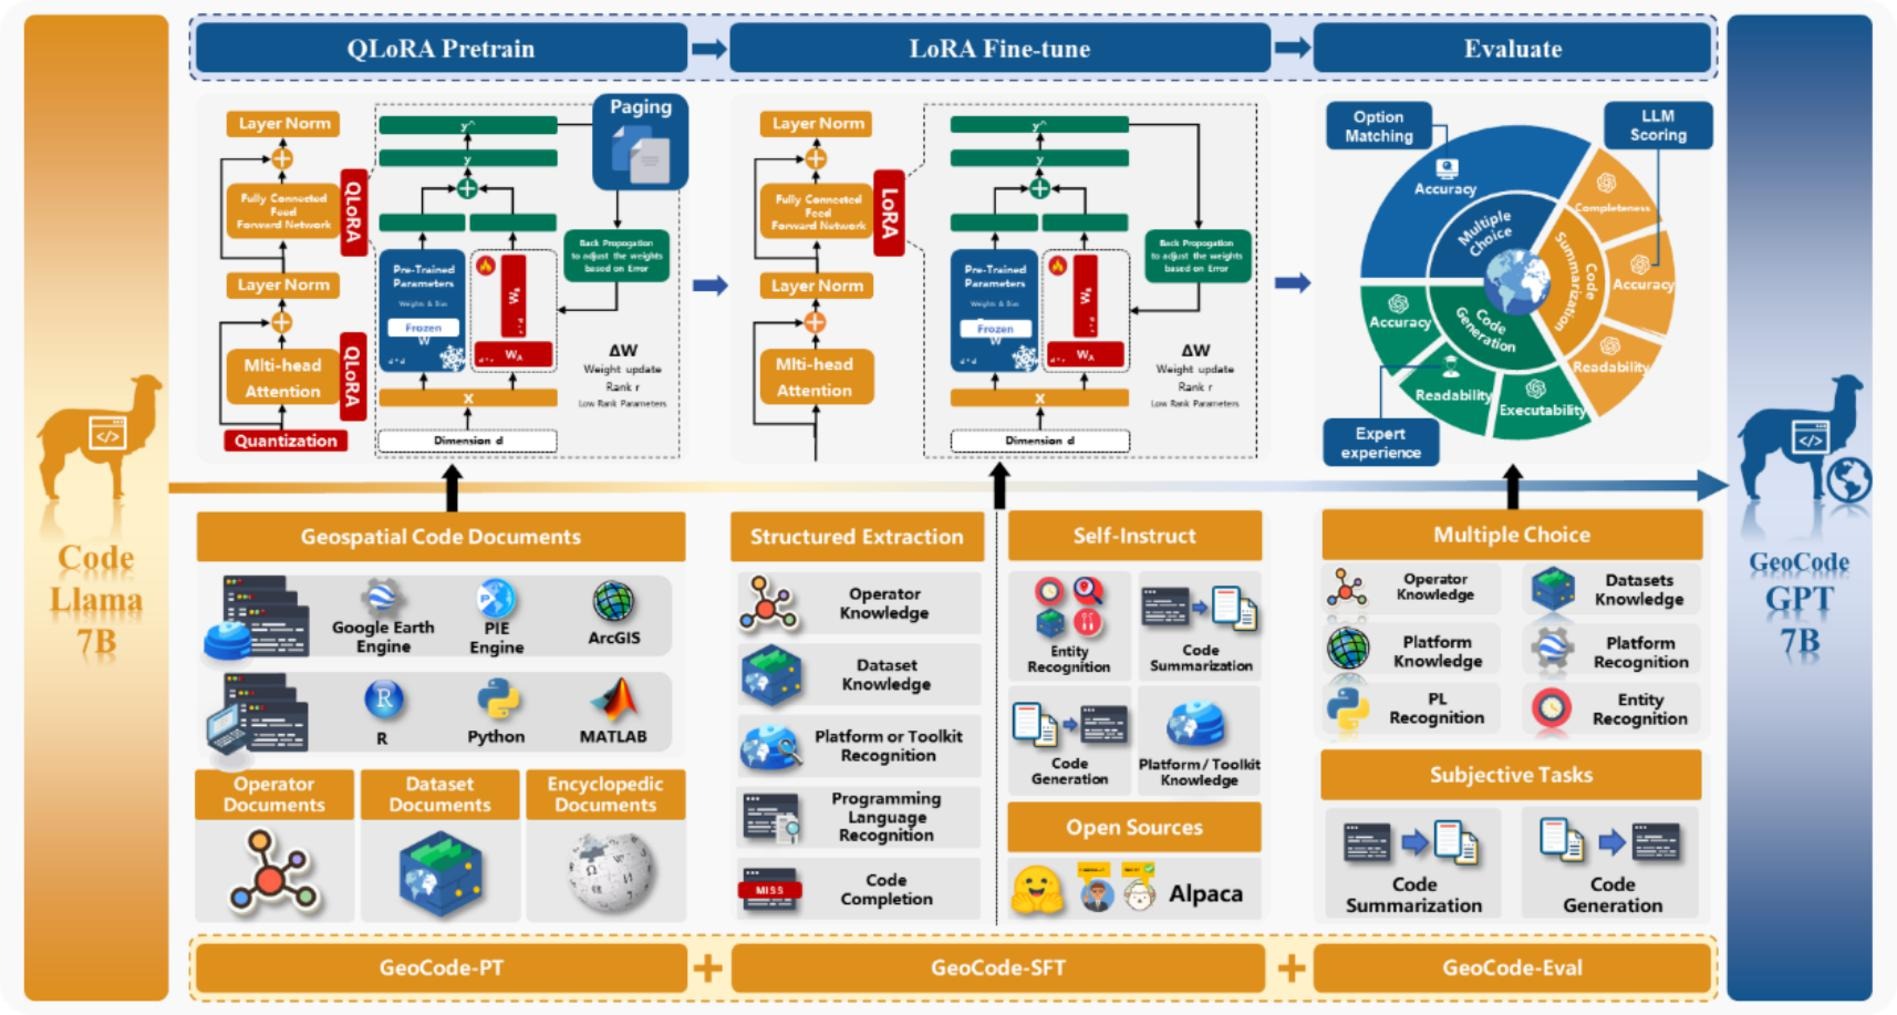 QLoRA Pretrain
LoRA Fine-tune
Evaluate
Code
Llama
7B
Layer Norm
Fully Connected
Feed
Forward Network
QLoRA
Layer Norm
Mlti-head
Attention
QLoRA
Quantization
y^
y
Paging
Back Propogation
to adjust the weights
based on Error
Pre-Trained
Parameters
Weights & Bias
Frozen
W
d * d
W_B
W_A
X
Dimension d
ΔW
Weight update
Rank r
Low Rank Parameters
Layer Norm
Fully Connected
Feed
Forward Network
LoRA
Layer Norm
Mlti-head
Attention
y^
y
Back Propogation
to adjust the weights
based on Error
Pre-Trained
Parameters
Weights & Bias
Frozen
W
d * d
W_B
W_A
X
Dimension d
ΔW
Weight update
Rank r
Low Rank Parameters
Option
Matching
LLM
Scoring
Accuracy
Multiple
Choice
Completeness
Code
Summarization
Accuracy
Readability
Code
Generation
Accuracy
Readability
Executability
Expert
experience
GeoCode
GPT
7B
Geospatial Code Documents
Google Earth
Engine
PIE
Engine
ArcGIS
R
R
Python
MATLAB
Operator
Documents
Dataset
Documents
Encyclopedic
Documents
Structured Extraction
Operator
Knowledge
Dataset
Knowledge
Platform or Toolkit
Recognition
Programming
Language
Recognition
MISS
Code
Completion
Self-Instruct
Entity
Recognition
Code
Summarization
Code
Generation
Platform/ Toolkit
Knowledge
Open Sources
Alpaca
Multiple Choice
Operator
Knowledge
Datasets
Knowledge
Platform
Knowledge
Platform
Recognition
PL
Recognition
Entity
Recognition
Subjective Tasks
Code
Summarization
Code
Generation
GeoCode-PT
+
GeoCode-SFT
+
GeoCode-Eval